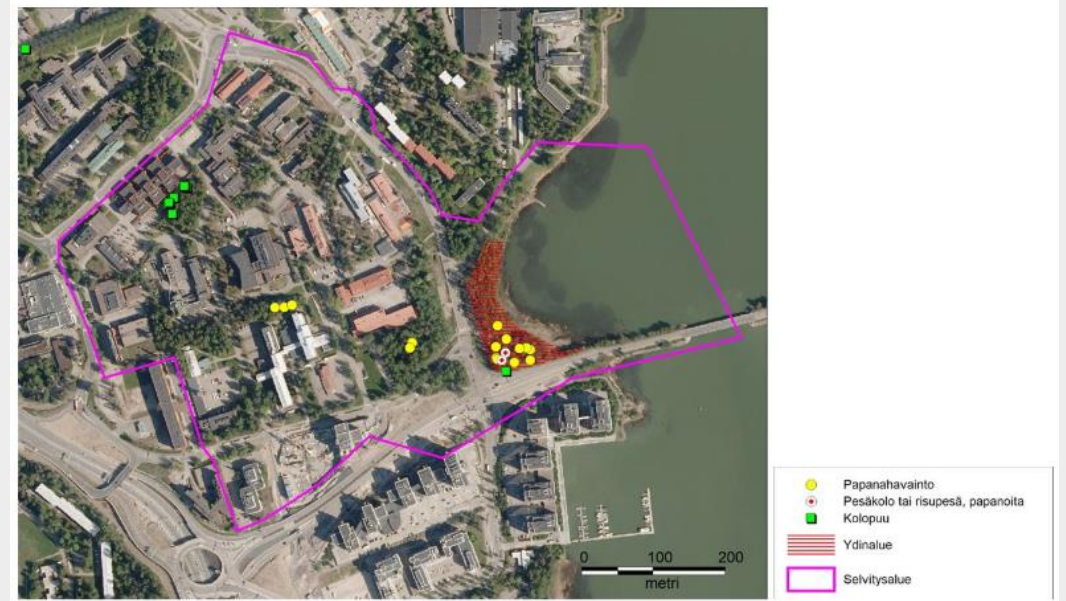 0 100 200
metri
Papanahavainto
Pesäkolo tai risupesä, papanoita
Kolopuu
Ydinalue
Selvitysalue